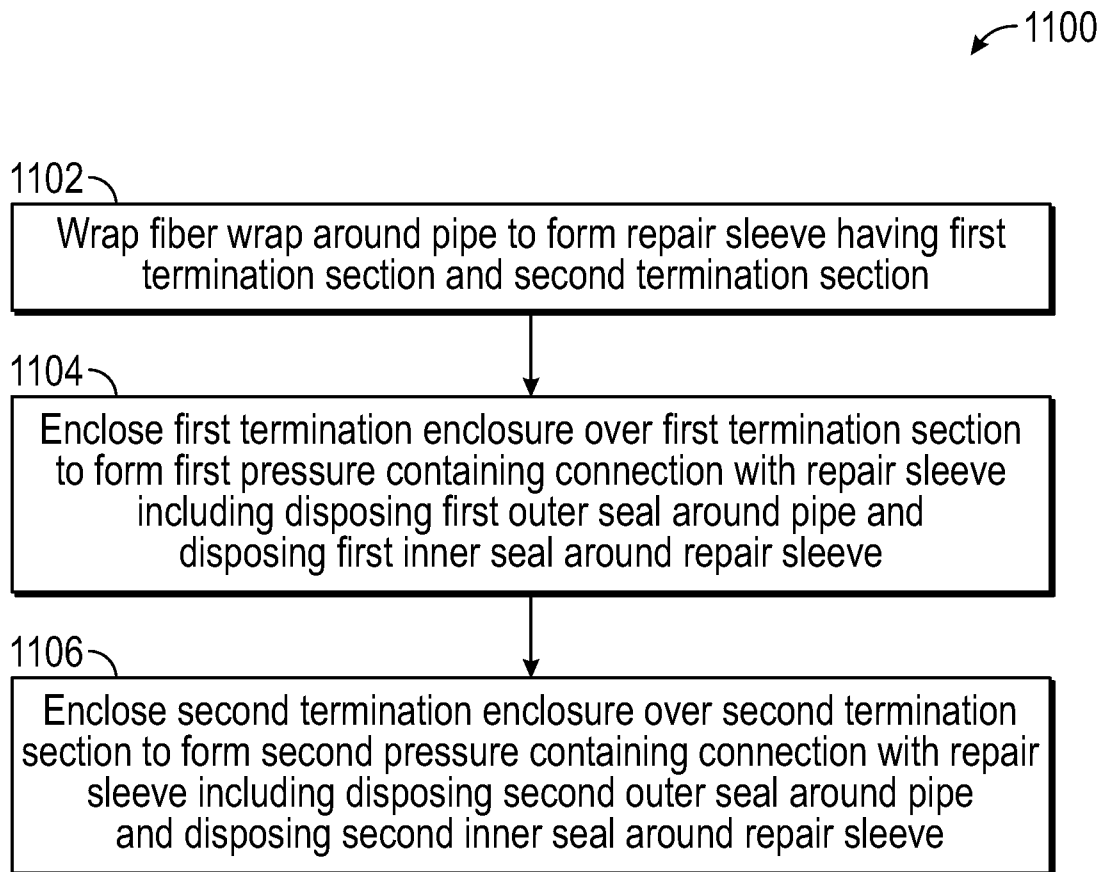 1100
1102
Wrap fiber wrap around pipe to form repair sleeve having first
termination section and second termination section
1104
Enclose first termination enclosure over first termination section
to form first pressure containing connection with repair sleeve
including disposing first outer seal around pipe and
disposing first inner seal around repair sleeve
1106
Enclose second termination enclosure over second termination
section to form second pressure containing connection with repair
sleeve including disposing second outer seal around pipe
and disposing second inner seal around repair sleeve